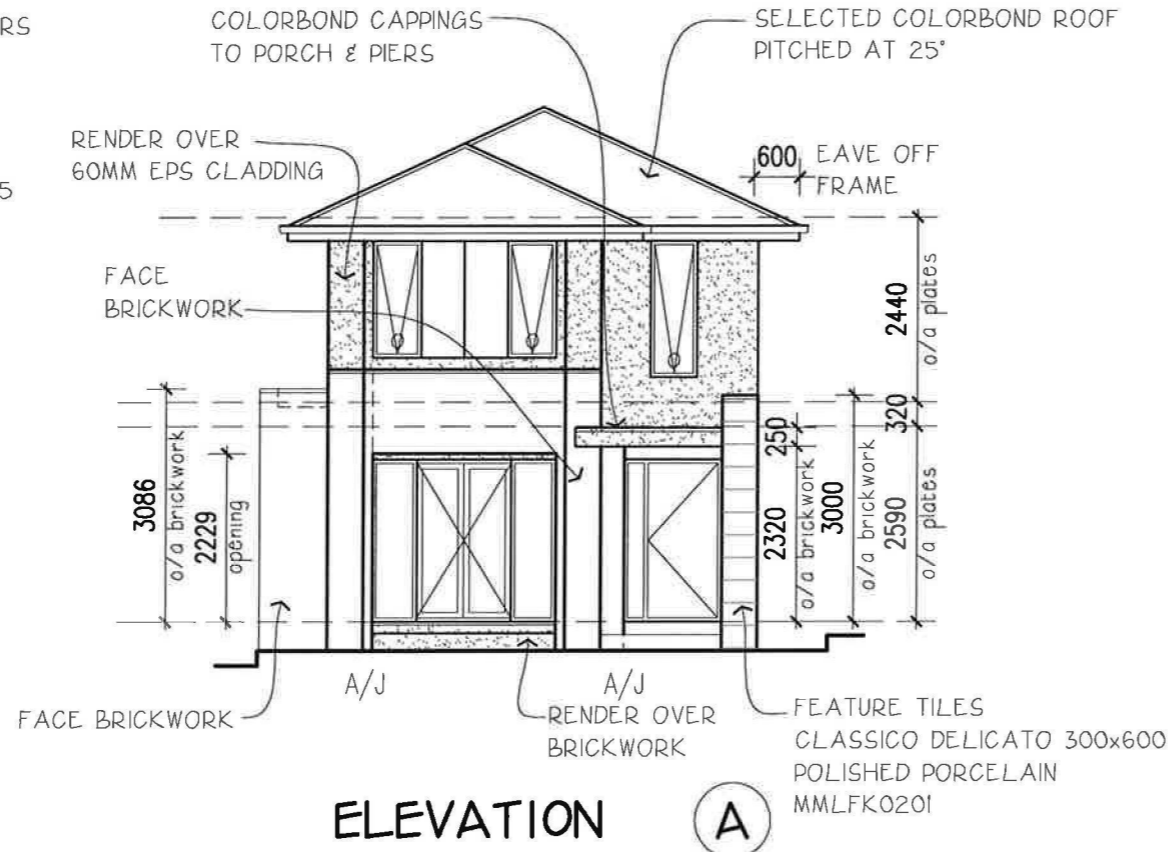 RS
COLORBOND CAPPINGS
TO PORCH & PIERS
SELECTED COLORBOND ROOF
PITCHED AT 25°
RENDER OVER
60MM EPS CLADDING
600
EAVE OFF
FRAME
5
FACE
BRICKWORK
2440
o/a plates
320
2590
o/a plates
3086
o/a brickwork
2229
opening
250
2320
o/a brickwork
3000
o/a brickwork
A/J
A/J
FACE BRICKWORK
RENDER OVER
BRICKWORK
FEATURE TILES
CLASSICO DELICATO 300x600
POLISHED PORCELAIN
MMLFK0201
ELEVATION
A